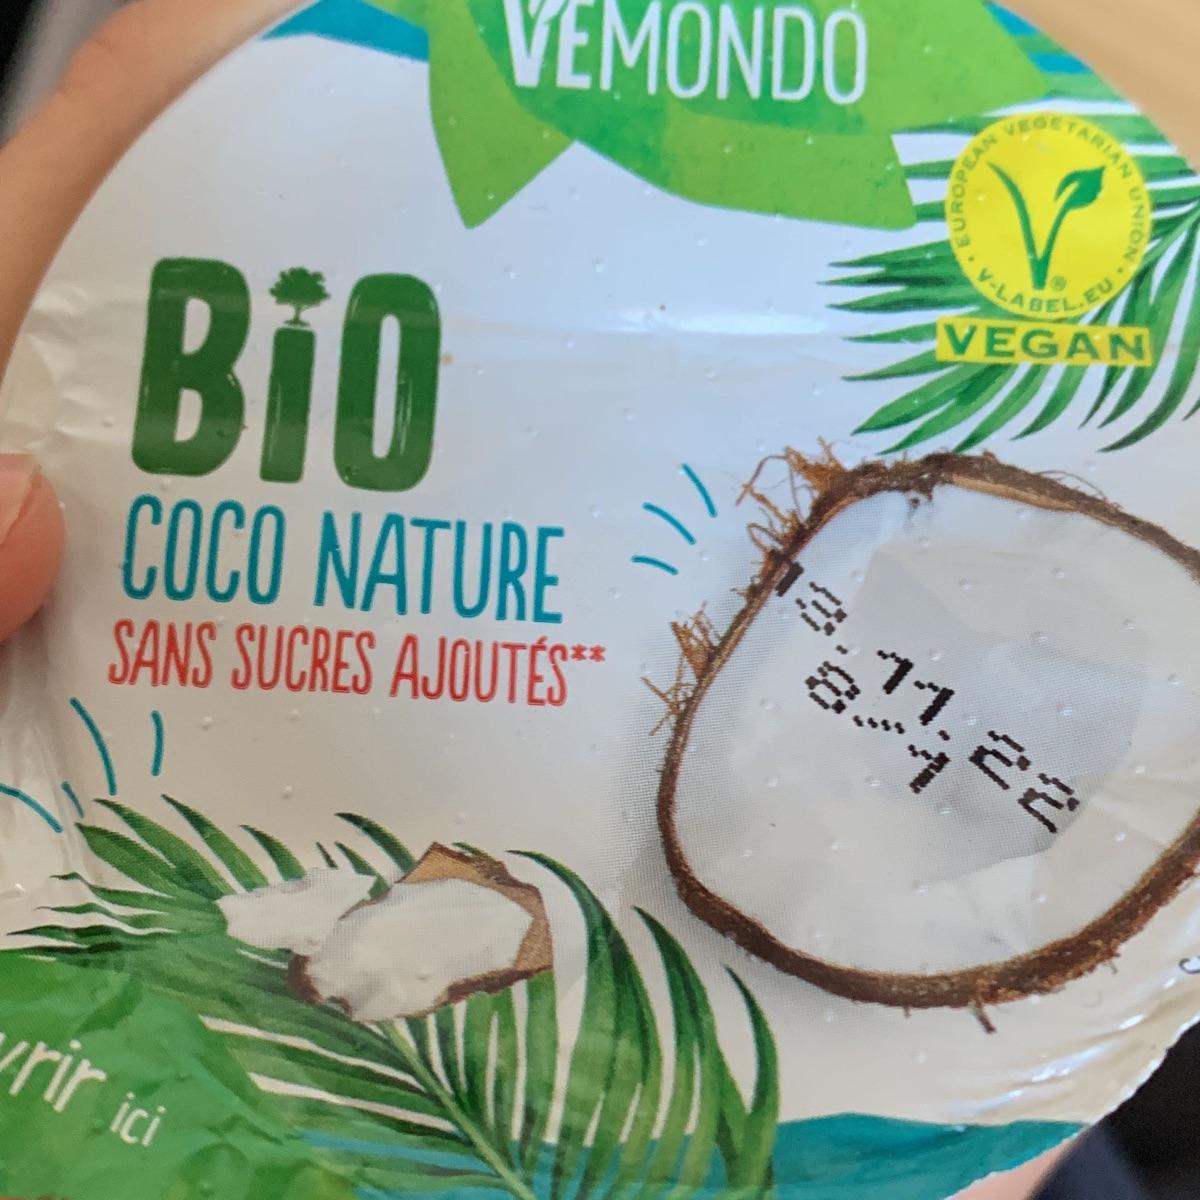 VEMONDO
EUROPEAN VEGETARIAN UNION · V-LABEL.EU ·
®
VEGAN
BIO
COCO NATURE
SANS SUCRES AJOUTÉS**
ici